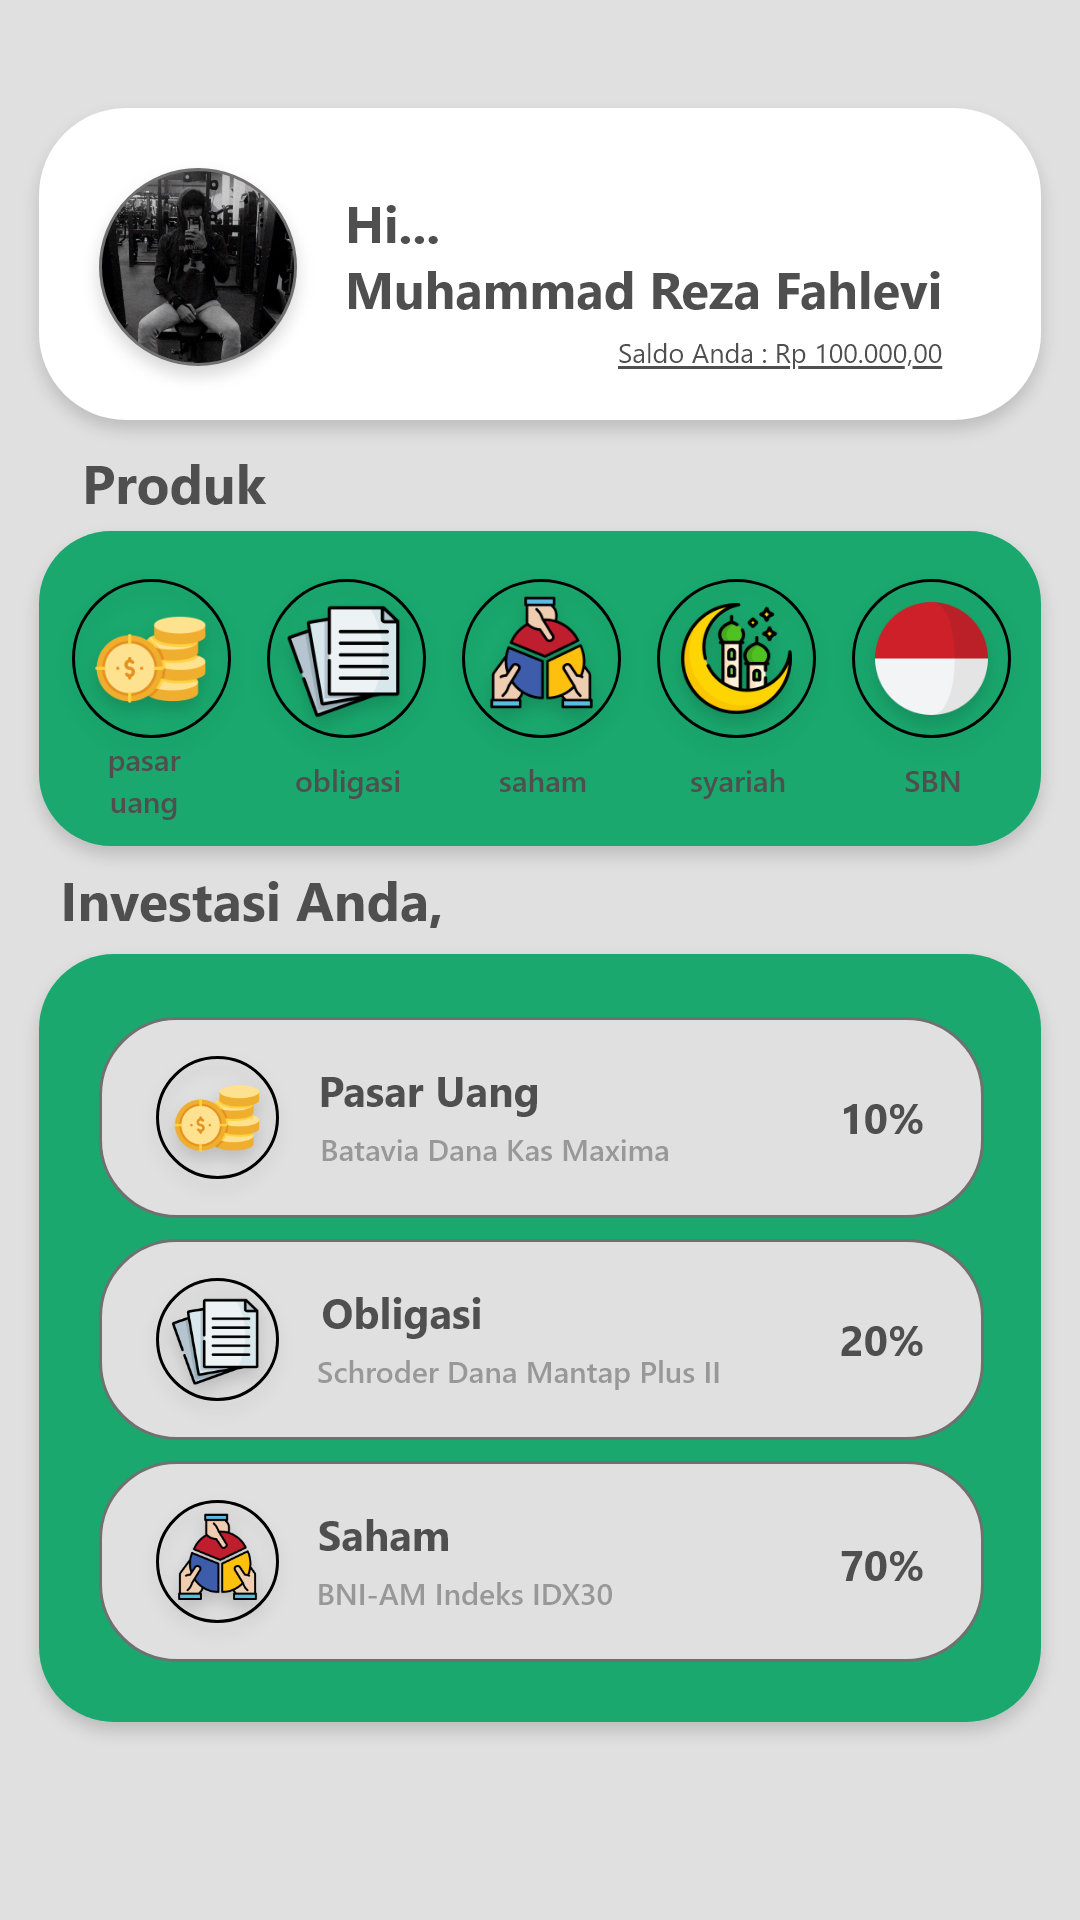 Hi...
Muhammad Reza Fahlevi
Saldo Anda : Rp 100.000,00
Produk
pasar
uang
obligasi
saham
syariah
SBN
Investasi Anda,
Pasar Uang
Batavia Dana Kas Maxima
10%
Obligasi
Schroder Dana Mantap Plus II
20%
Saham
BNI-AM Indeks IDX30
70%